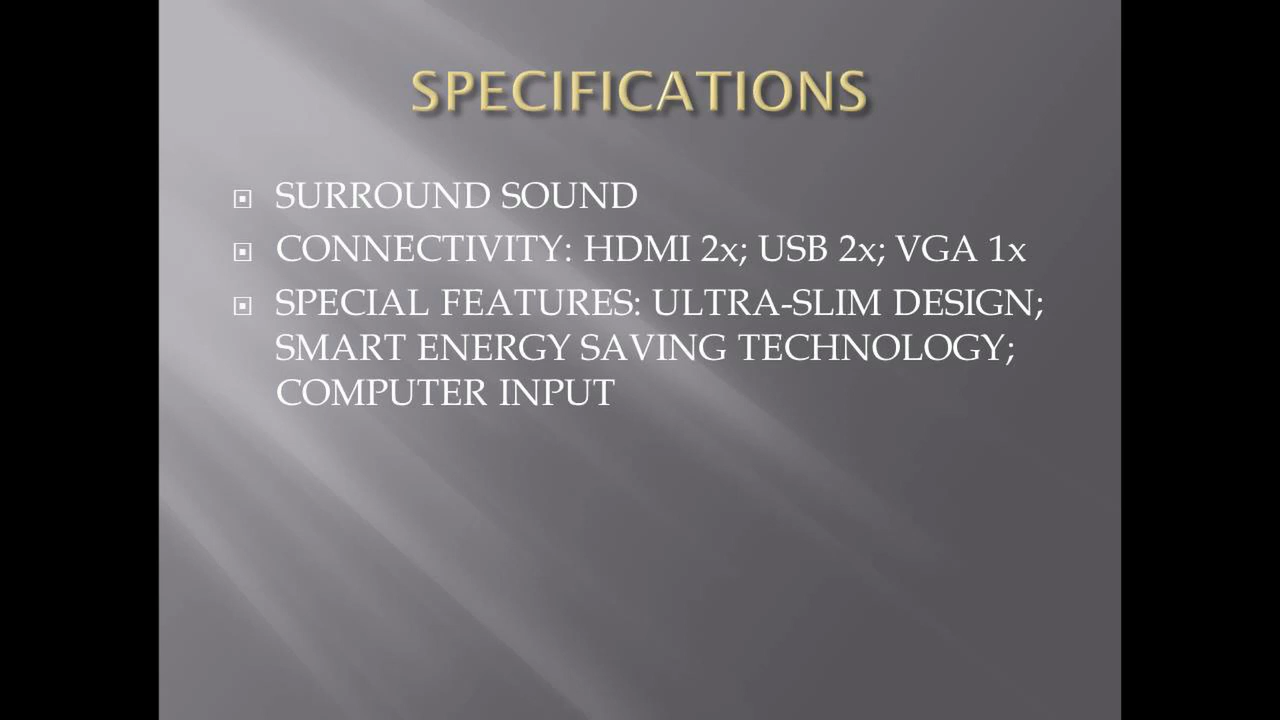 SPECIFICATIONS
SURROUND SOUND
CONNECTIVITY: HDMI 2x; USB 2x; VGA 1x
SPECIAL FEATURES: ULTRA-SLIM DESIGN;
SMART ENERGY SAVING TECHNOLOGY;
COMPUTER INPUT